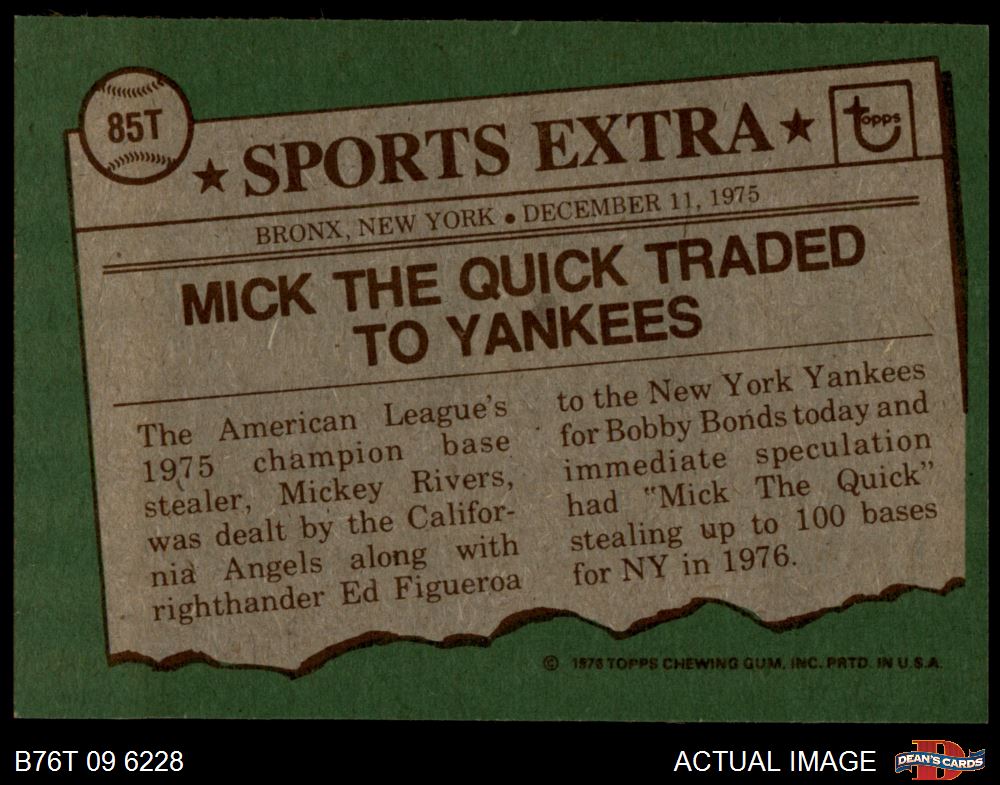 85T
★ SPORTS EXTRA ★
topps
BRONX, NEW YORK • DECEMBER 11, 1975
MICK THE QUICK TRADED
TO YANKEES
The American League's
1975 champion base
stealer, Mickey Rivers,
was dealt by the Califor-
nia Angels along with
righthander Ed Figueroa
to the New York Yankees
for Bobby Bonds today and
immediate speculation
had "Mick The Quick"
stealing up to 100 bases
for NY in 1976.
© 1976 TOPPS CHEWING GUM, INC. PRTD. IN U.S.A.
B76T 09 6228
ACTUAL IMAGE
DEAN'S CARDS